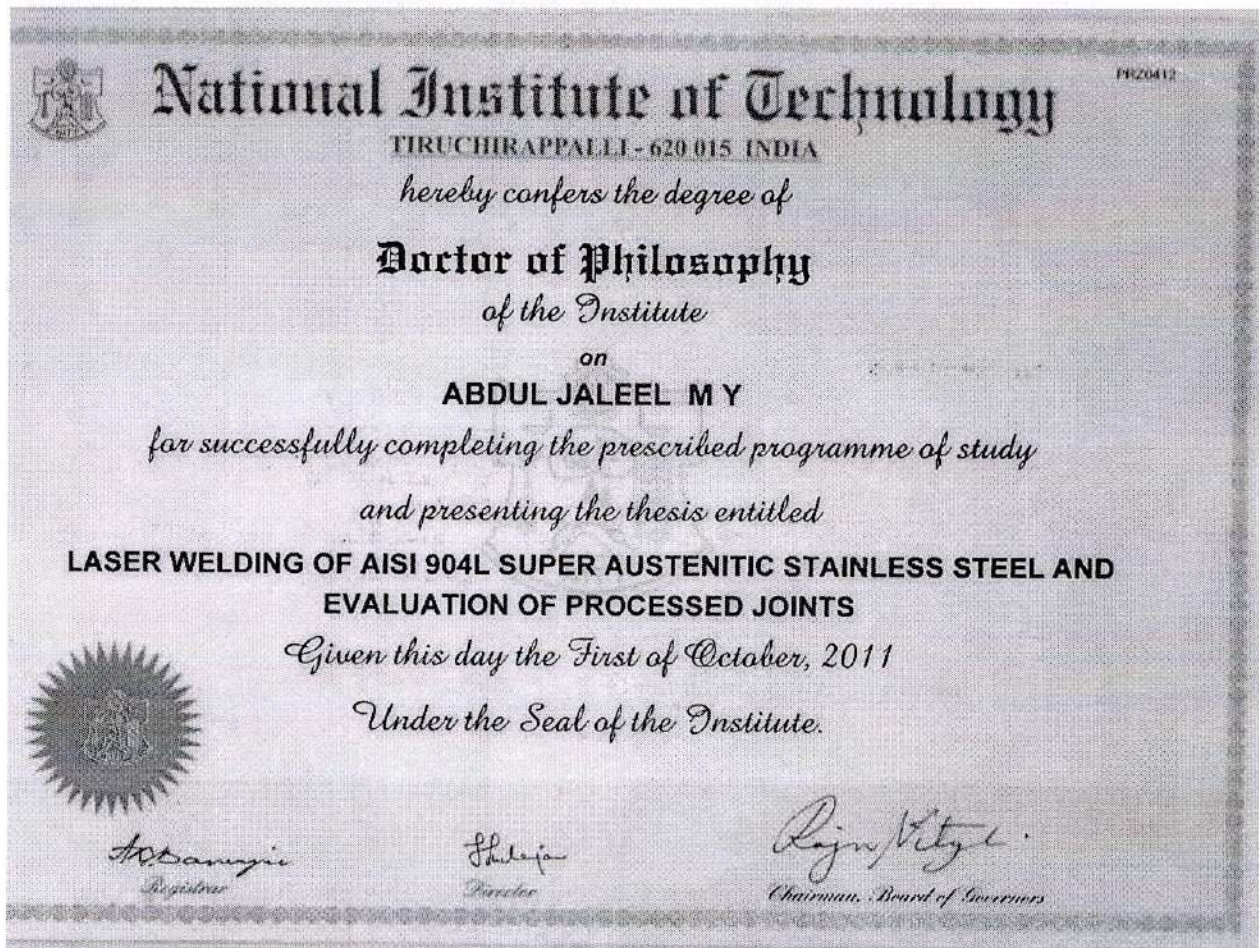 PRZ0412
National Institute of Technology
TIRUCHIRAPPALLI - 620 015 INDIA
hereby confers the degree of
Doctor of Philosophy
of the Institute
on
ABDUL JALEEL M Y
for successfully completing the prescribed programme of study
and presenting the thesis entitled
LASER WELDING OF AISI 904L SUPER AUSTENITIC STAINLESS STEEL AND
EVALUATION OF PROCESSED JOINTS
Given this day the First of October, 2011
Under the Seal of the Institute.
Registrar
Director
Chairman, Board of Governors